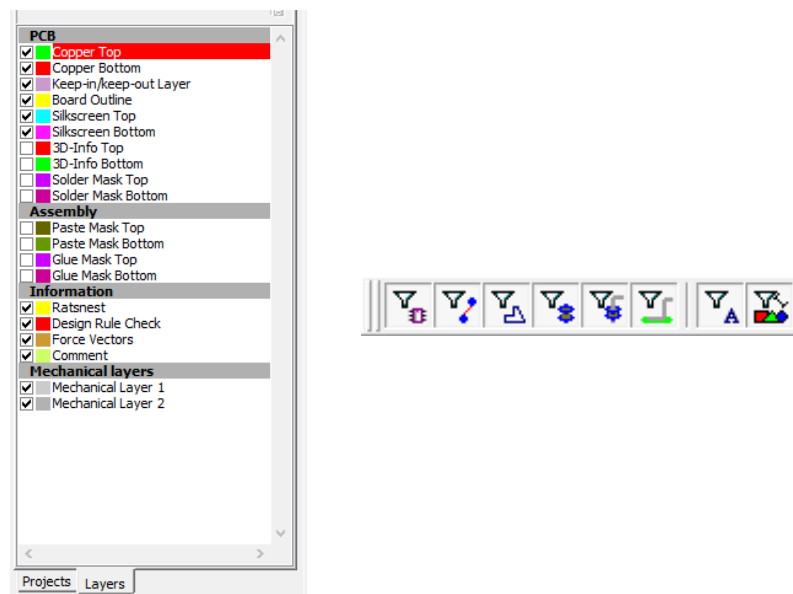 PCB
Copper Top
Copper Bottom
Keep-in/keep-out Layer
Board Outline
Silkscreen Top
Silkscreen Bottom
3D-Info Top
3D-Info Bottom
Solder Mask Top
Solder Mask Bottom
Assembly
Paste Mask Top
Paste Mask Bottom
Glue Mask Top
Glue Mask Bottom
Information
Ratsnest
Design Rule Check
Force Vectors
Comment
Mechanical layers
Mechanical Layer 1
Mechanical Layer 2
Projects Layers
A